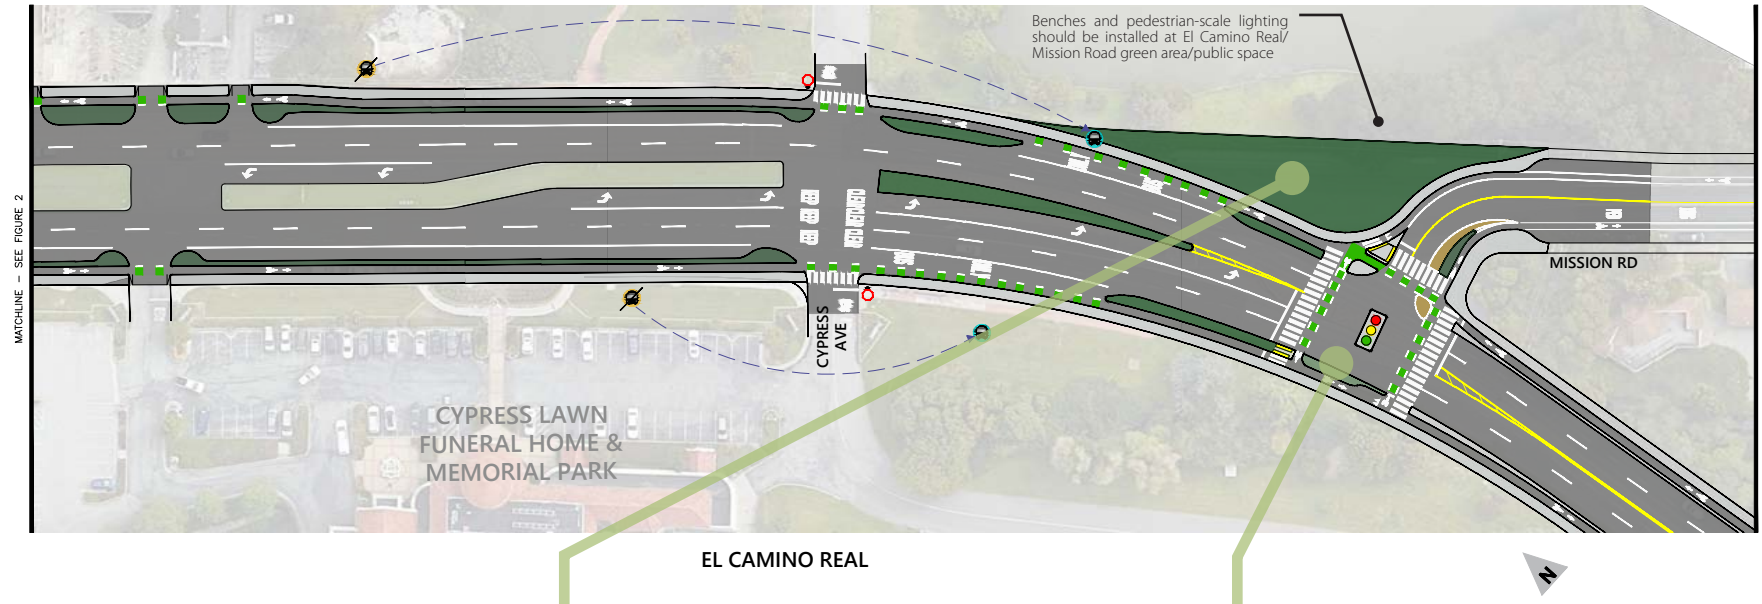 Benches and pedestrian-scale lighting
should be installed at El Camino Real/
Mission Road green area/public space
MATCHLINE – SEE FIGURE 2
MISSION RD
CYPRESS
AVE
CYPRESS LAWN
FUNERAL HOME &
MEMORIAL PARK
EL CAMINO REAL
N